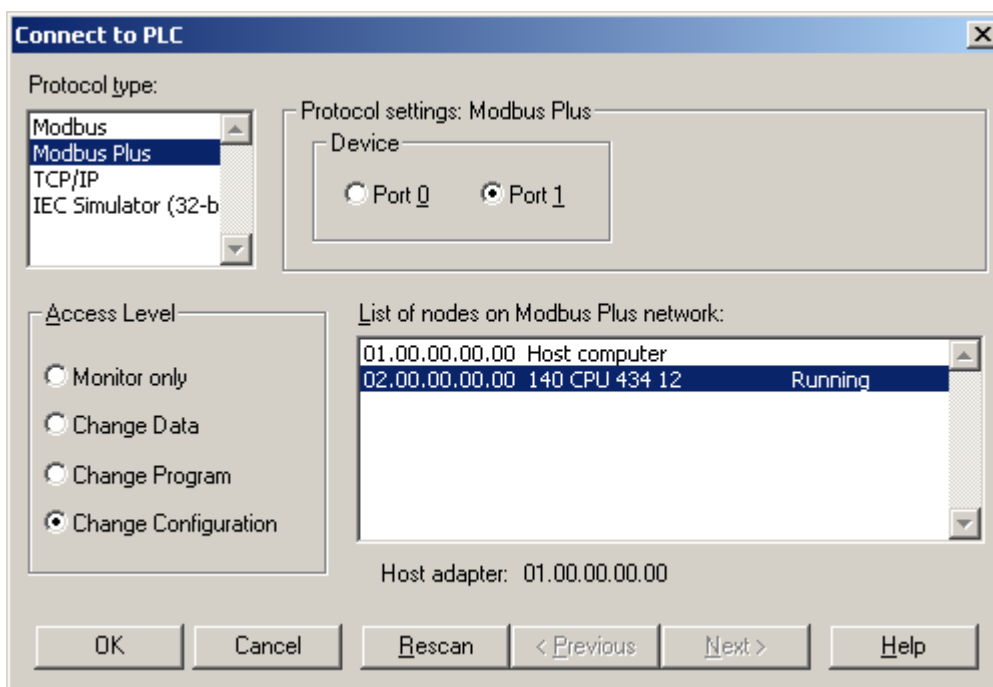 Connect to PLC
Protocol type:
Modbus
Modbus Plus
TCP/IP
IEC Simulator (32-b
Protocol settings: Modbus Plus
Device
Port 0 Port 1
Access Level
Monitor only
Change Data
Change Program
Change Configuration
List of nodes on Modbus Plus network:
01.00.00.00.00 Host computer
02.00.00.00.00 140 CPU 434 12 Running
Host adapter: 01.00.00.00.00
OK Cancel Rescan < Previous Next > Help